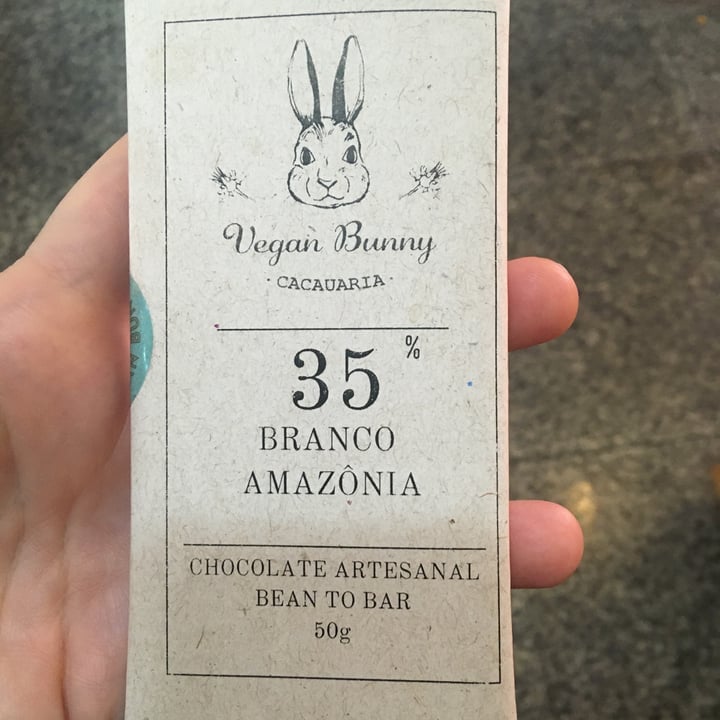 Vegan Bunny
·CACAUARIA·
35%
BRANCO
AMAZÔNIA
CHOCOLATE ARTESANAL
BEAN TO BAR
50g